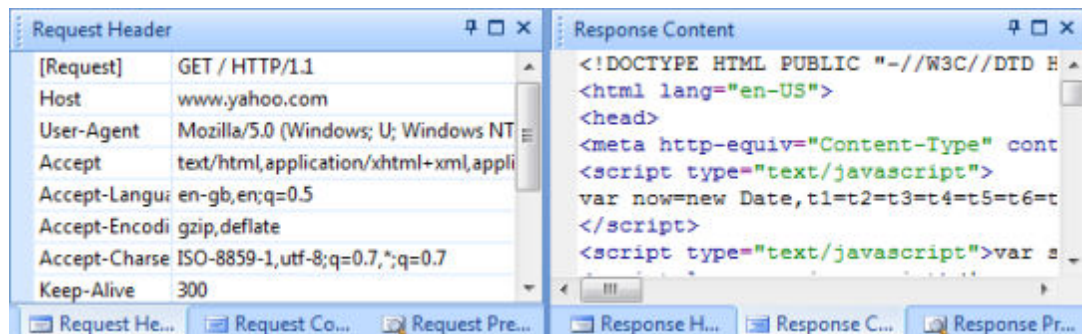 Request Header
[Request] GET / HTTP/1.1
Host www.yahoo.com
User-Agent Mozilla/5.0 (Windows; U; Windows NT
Accept text/html,application/xhtml+xml,appli
Accept-Langua en-gb,en;q=0.5
Accept-Encodi gzip,deflate
Accept-Charse ISO-8859-1,utf-8;q=0.7,*;q=0.7
Keep-Alive 300
Request He... Request Co... Request Pre...
Response Content
<!DOCTYPE HTML PUBLIC "-//W3C//DTD H
<html lang="en-US">
<head>
<meta http-equiv="Content-Type" cont
<script type="text/javascript">
var now=new Date,t1=t2=t3=t4=t5=t6=t
</script>
<script type="text/javascript">var s
Response H... Response C... Response Pr...